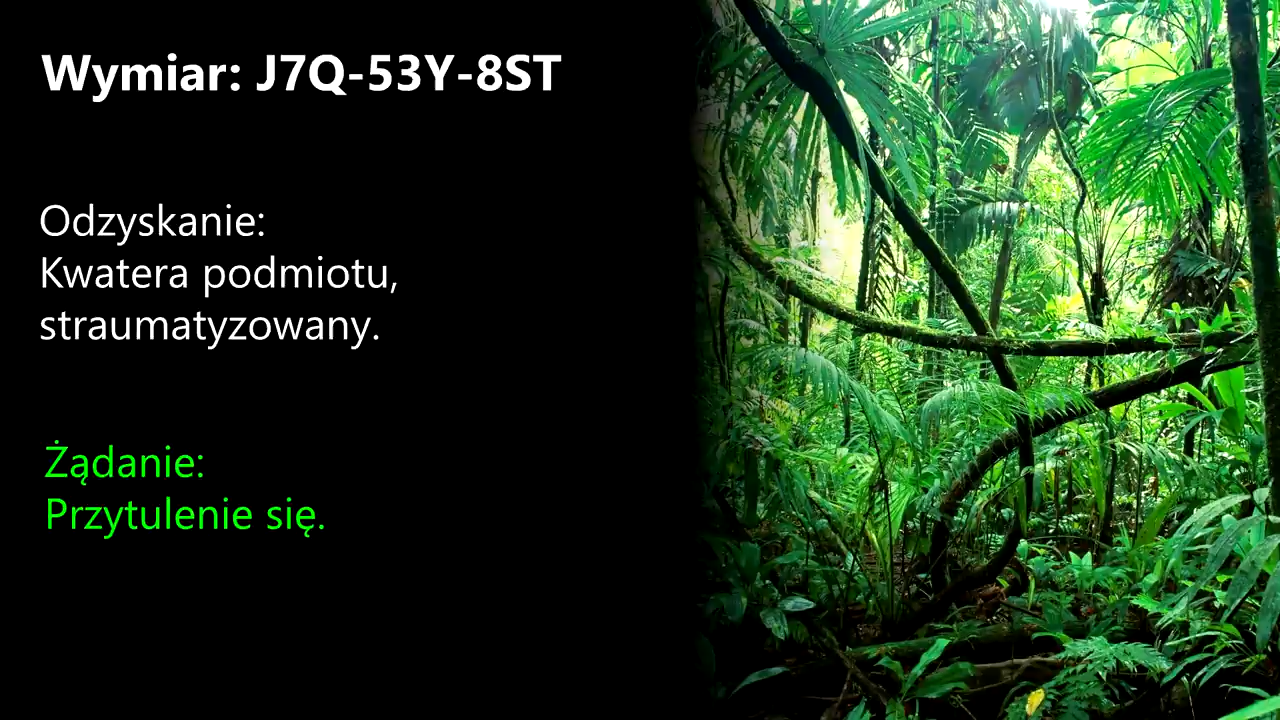 Wymiar: J7Q-53Y-8ST
Odzyskanie:
Kwatera podmiotu,
straumatyzowany.
Żądanie:
Przytulenie się.